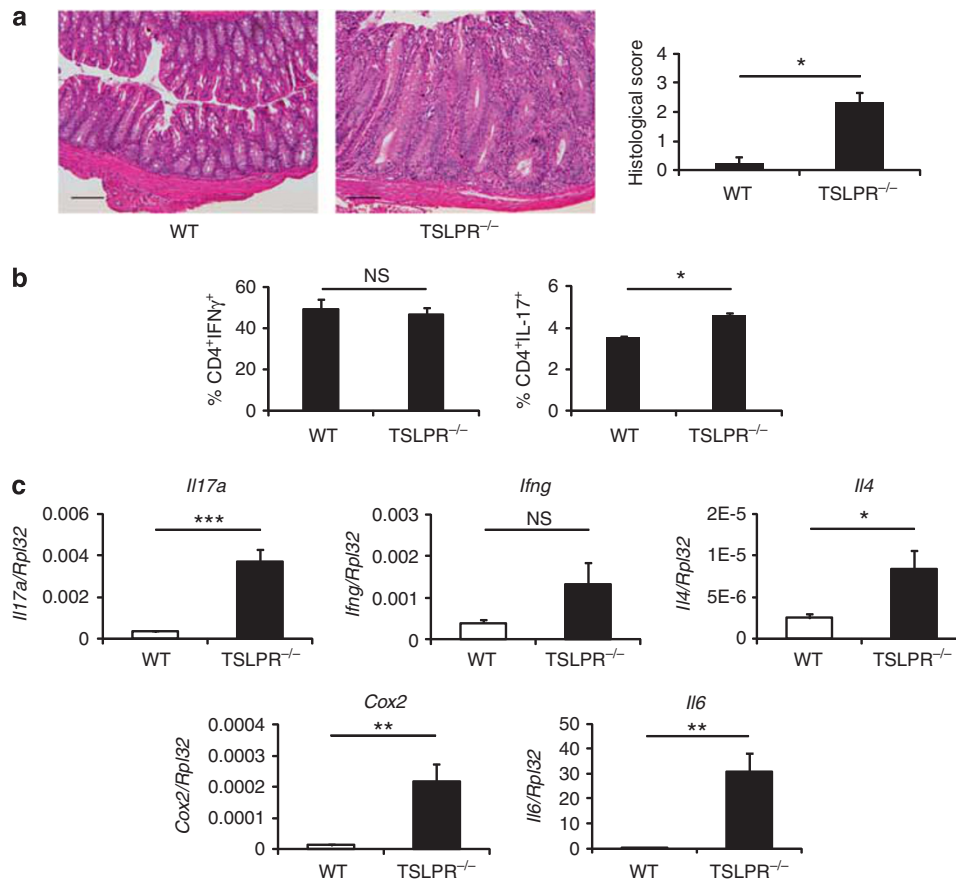 a
WT
TSLPR–/–
Histological score
4
3
2
1
0
*
WT
TSLPR–/–
b
% CD4+IFNγ+
60
40
20
0
NS
WT
TSLPR–/–
% CD4+IL-17+
6
4
2
0
*
WT
TSLPR–/–
c
Il17a
Il17a/Rpl32
0.006
0.004
0.002
0
***
WT
TSLPR–/–
Ifng
Ifng/Rpl32
0.003
0.002
0.001
0
NS
WT
TSLPR–/–
Il4
Il4/Rpl32
2E-5
1E-5
5E-6
0
*
WT
TSLPR–/–
Cox2
Cox2/Rpl32
0.0004
0.0003
0.0002
0.0001
0
**
WT
TSLPR–/–
Il6
Il6/Rpl32
50
40
30
20
10
0
**
WT
TSLPR–/–